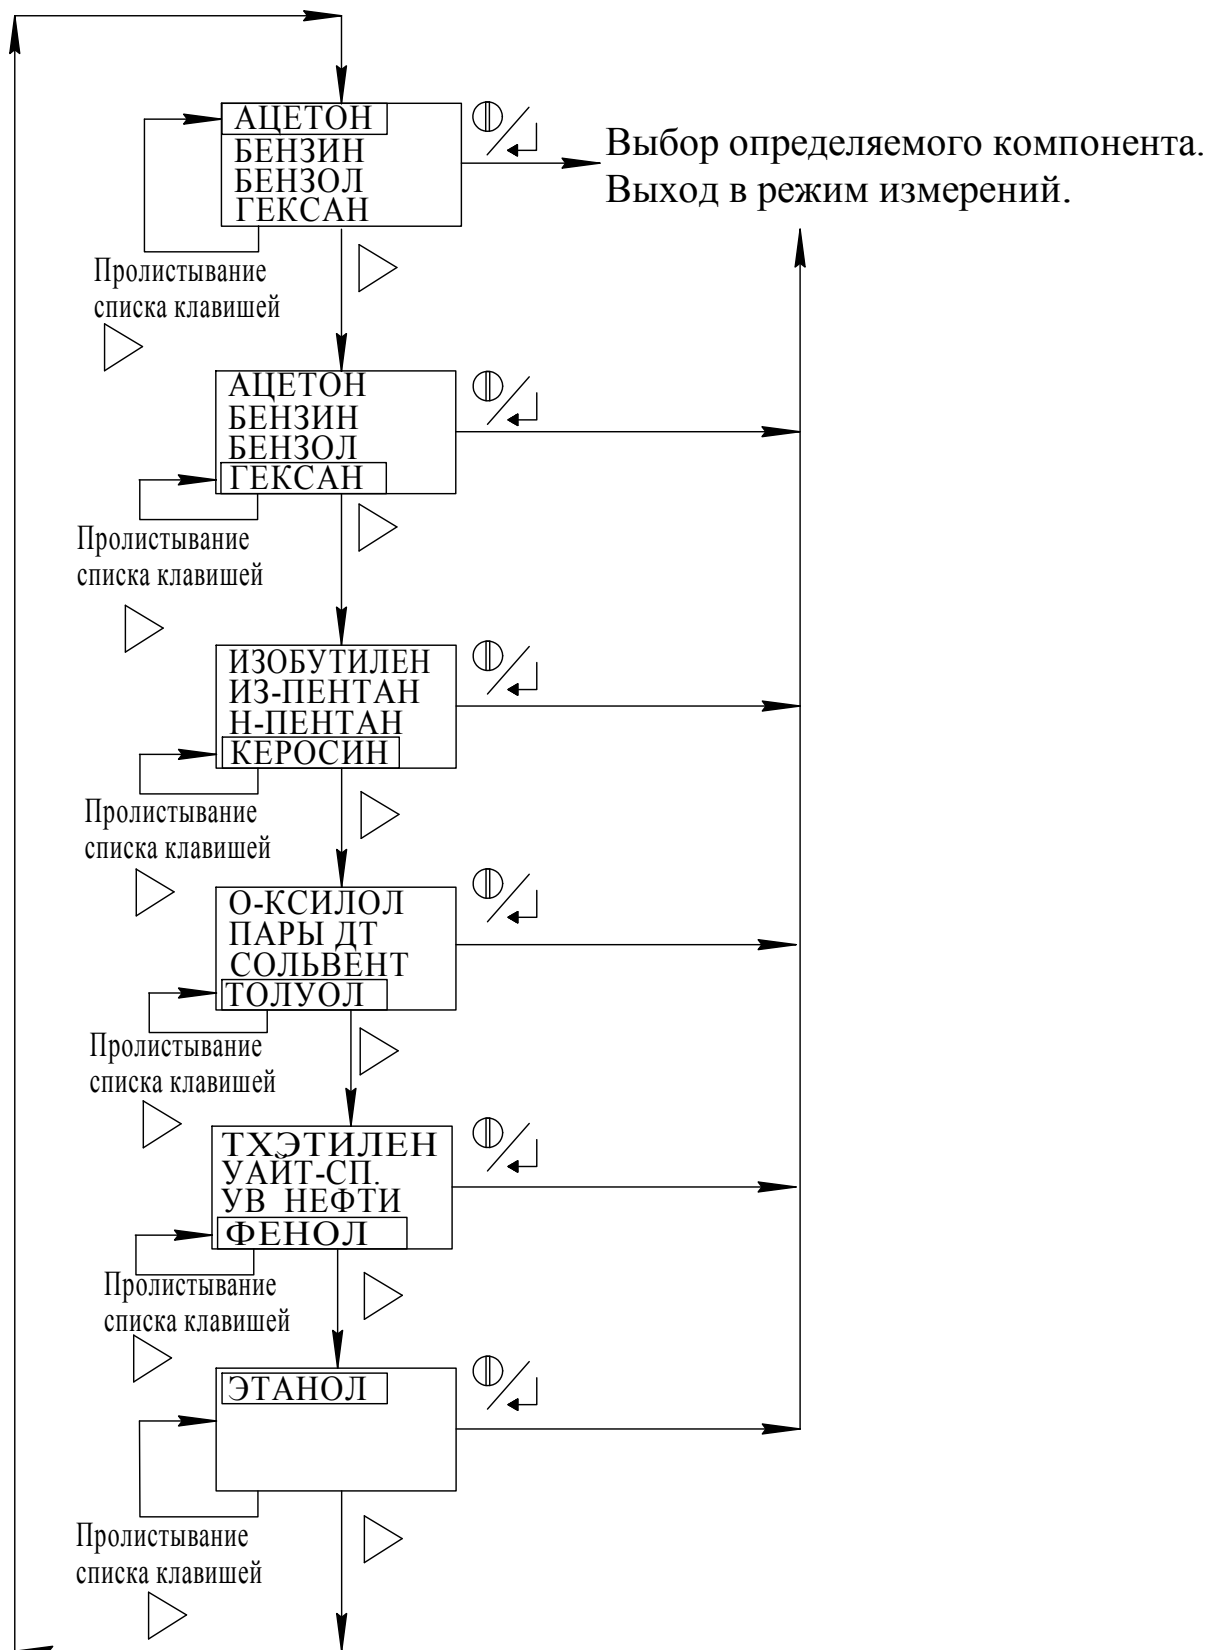 АЦЕТОН
БЕНЗИН
БЕНЗОЛ
ГЕКСАН
Выбор определяемого компонента.
Выход в режим измерений.
Пролистывание
списка клавишей
АЦЕТОН
БЕНЗИН
БЕНЗОЛ
ГЕКСАН
Пролистывание
списка клавишей
ИЗОБУТИЛЕН
ИЗ-ПЕНТАН
Н-ПЕНТАН
КЕРОСИН
Пролистывание
списка клавишей
О-КСИЛОЛ
ПАРЫ ДТ
СОЛЬВЕНТ
ТОЛУОЛ
Пролистывание
списка клавишей
ТХЭТИЛЕН
УАЙТ-СП.
УВ НЕФТИ
ФЕНОЛ
Пролистывание
списка клавишей
ЭТАНОЛ
Пролистывание
списка клавишей